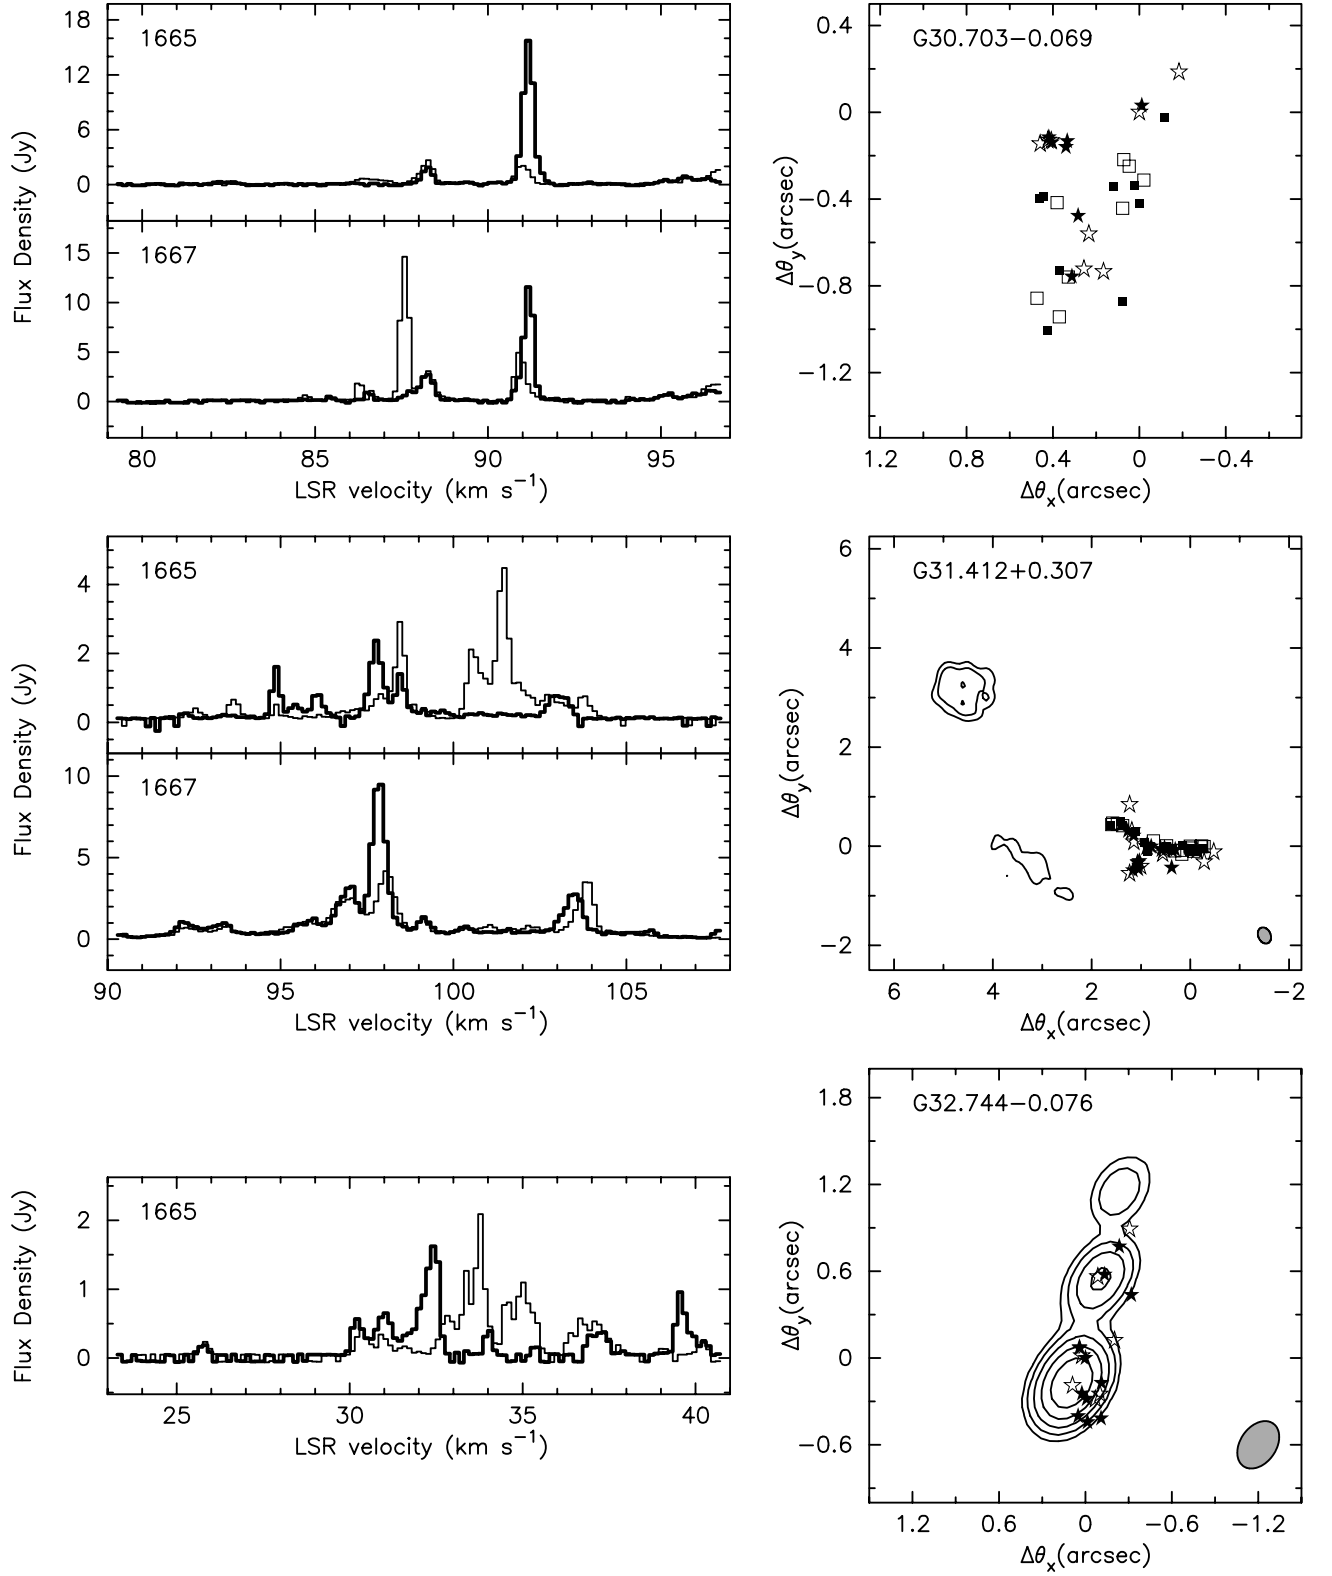 1665
18
12
6
0
1667
15
10
5
0
Flux Density (Jy)
80 85 90 95
LSR velocity (km s−1)
G30.703−0.069
0.4
0
−0.4
−0.8
−1.2
Δθy(arcsec)
1.2 0.8 0.4 0 −0.4
Δθx(arcsec)
1665
4
2
0
1667
10
5
0
Flux Density (Jy)
90 95 100 105
LSR velocity (km s−1)
G31.412+0.307
6
4
2
0
−2
Δθy(arcsec)
6 4 2 0 −2
Δθx(arcsec)
1665
2
1
0
Flux Density (Jy)
25 30 35 40
LSR velocity (km s−1)
G32.744−0.076
1.8
1.2
0.6
0
−0.6
Δθy(arcsec)
1.2 0.6 0 −0.6 −1.2
Δθx(arcsec)